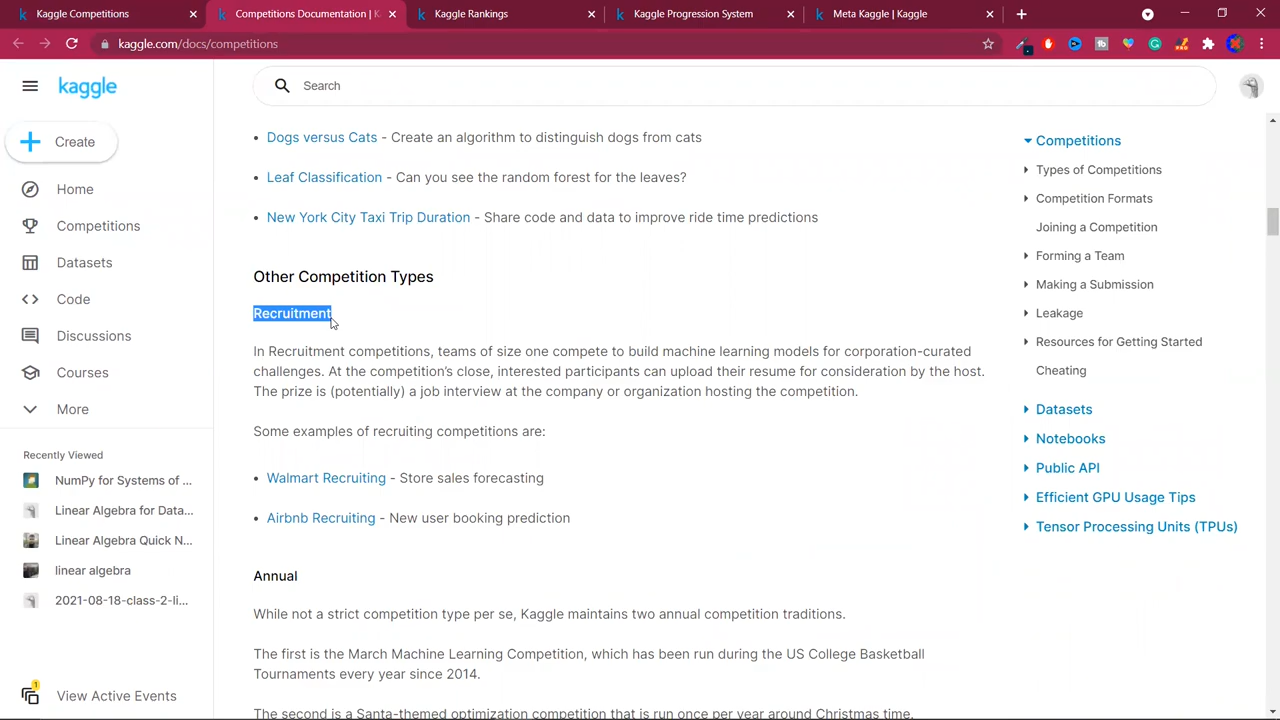 Kaggle Competitions
Competitions Documentation | K
Kaggle Rankings
Kaggle Progression System
Meta Kaggle | Kaggle
kaggle.com/docs/competitions
kaggle
Search
Create
Home
Competitions
Datasets
Code
Discussions
Courses
More
Recently Viewed
NumPy for Systems of ...
Linear Algebra for Data...
Linear Algebra Quick N...
linear algebra
2021-08-18-class-2-li...
1
View Active Events
• Dogs versus Cats - Create an algorithm to distinguish dogs from cats
• Leaf Classification - Can you see the random forest for the leaves?
• New York City Taxi Trip Duration - Share code and data to improve ride time predictions
Other Competition Types
Recruitment
In Recruitment competitions, teams of size one compete to build machine learning models for corporation-curated
challenges. At the competition's close, interested participants can upload their resume for consideration by the host.
The prize is (potentially) a job interview at the company or organization hosting the competition.
Some examples of recruiting competitions are:
• Walmart Recruiting - Store sales forecasting
• Airbnb Recruiting - New user booking prediction
Annual
While not a strict competition type per se, Kaggle maintains two annual competition traditions.
The first is the March Machine Learning Competition, which has been run during the US College Basketball
Tournaments every year since 2014.
The second is a Santa-themed optimization competition that is run once per year around Christmas time.
Competitions
Types of Competitions
Competition Formats
Joining a Competition
Forming a Team
Making a Submission
Leakage
Resources for Getting Started
Cheating
Datasets
Notebooks
Public API
Efficient GPU Usage Tips
Tensor Processing Units (TPUs)